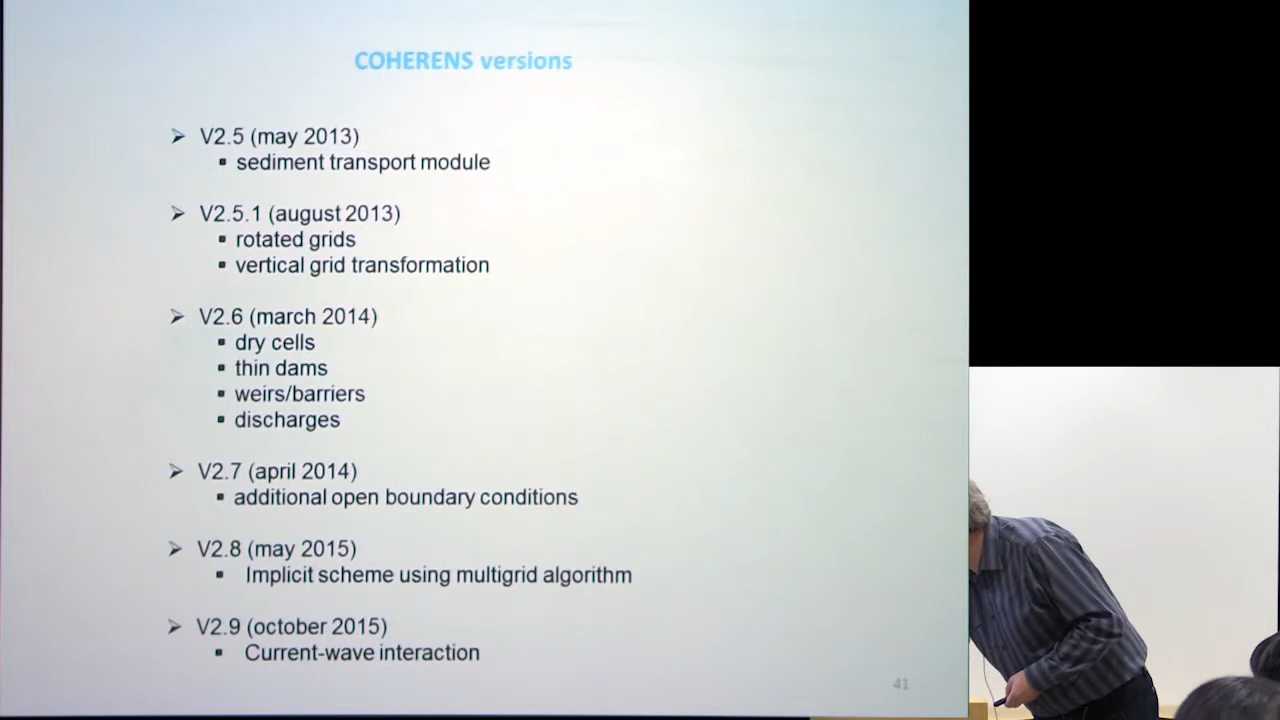 COHERENS versions
V2.5 (may 2013)
sediment transport module
V2.5.1 (august 2013)
rotated grids
vertical grid transformation
V2.6 (march 2014)
dry cells
thin dams
weirs/barriers
discharges
V2.7 (april 2014)
additional open boundary conditions
V2.8 (may 2015)
Implicit scheme using multigrid algorithm
V2.9 (october 2015)
Current-wave interaction
41